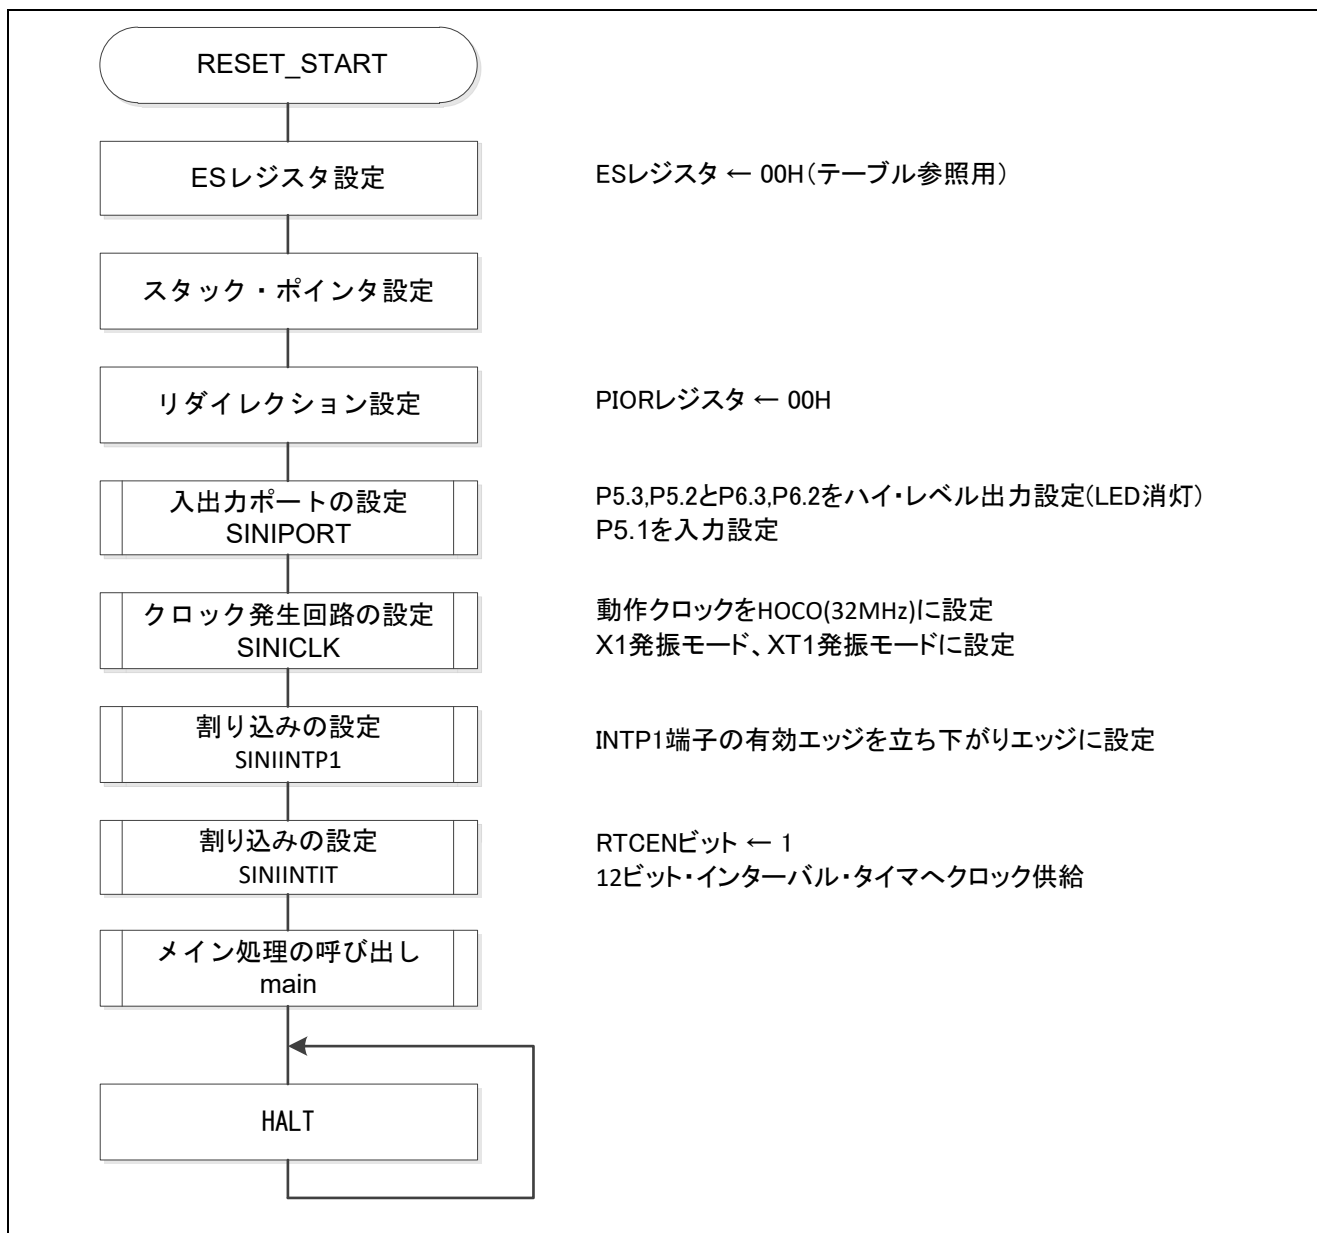 RESET_START
ESレジスタ設定
ESレジスタ ← 00H（テーブル参照用）
スタック・ポインタ設定
リダイレクション設定
PIORレジスタ ← 00H
入出力ポートの設定
SINIPORT
P5.3,P5.2とP6.3,P6.2をハイ・レベル出力設定(LED消灯)
P5.1を入力設定
クロック発生回路の設定
SINICLK
動作クロックをHOCO(32MHz)に設定
X1発振モード、XT1発振モードに設定
割り込みの設定
SINIINTP1
INTP1端子の有効エッジを立ち下がりエッジに設定
割り込みの設定
SINIINTIT
RTCENビット ← 1
12ビット・インターバル・タイマへクロック供給
メイン処理の呼び出し
main
HALT